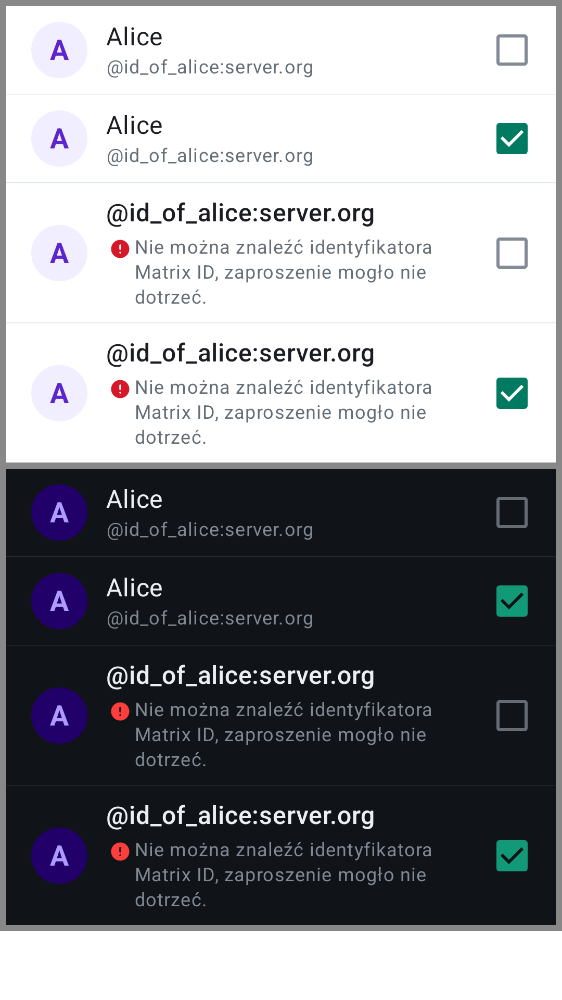 A
Alice
@id_of_alice:server.org
A
Alice
@id_of_alice:server.org
A
@id_of_alice:server.org
Nie można znaleźć identyfikatora
Matrix ID, zaproszenie mogło nie
dotrzeć.
A
@id_of_alice:server.org
Nie można znaleźć identyfikatora
Matrix ID, zaproszenie mogło nie
dotrzeć.
A
Alice
@id_of_alice:server.org
A
Alice
@id_of_alice:server.org
A
@id_of_alice:server.org
Nie można znaleźć identyfikatora
Matrix ID, zaproszenie mogło nie
dotrzeć.
A
@id_of_alice:server.org
Nie można znaleźć identyfikatora
Matrix ID, zaproszenie mogło nie
dotrzeć.